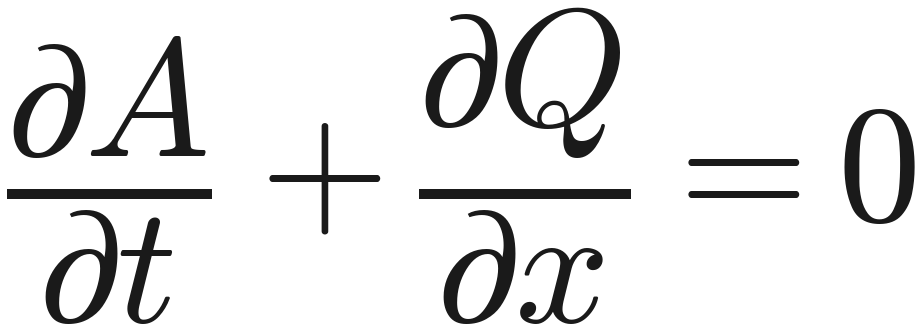 ∂A/∂t + ∂Q/∂x = 0